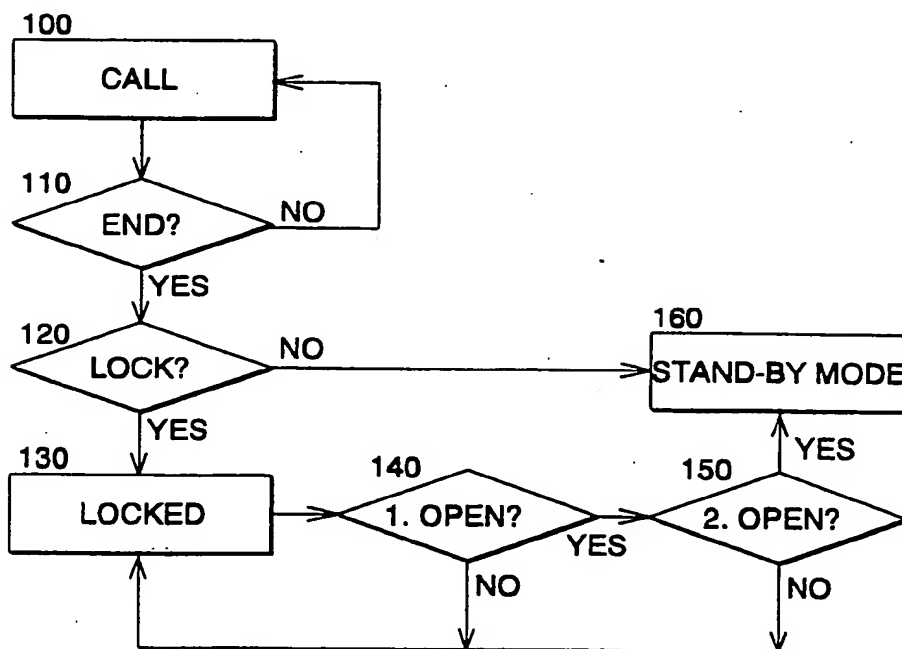 100
CALL
110
END?
NO
YES
120
LOCK?
NO
160
STAND-BY MODE
YES
YES
130
LOCKED
140
1. OPEN?
YES
150
2. OPEN?
NO
NO